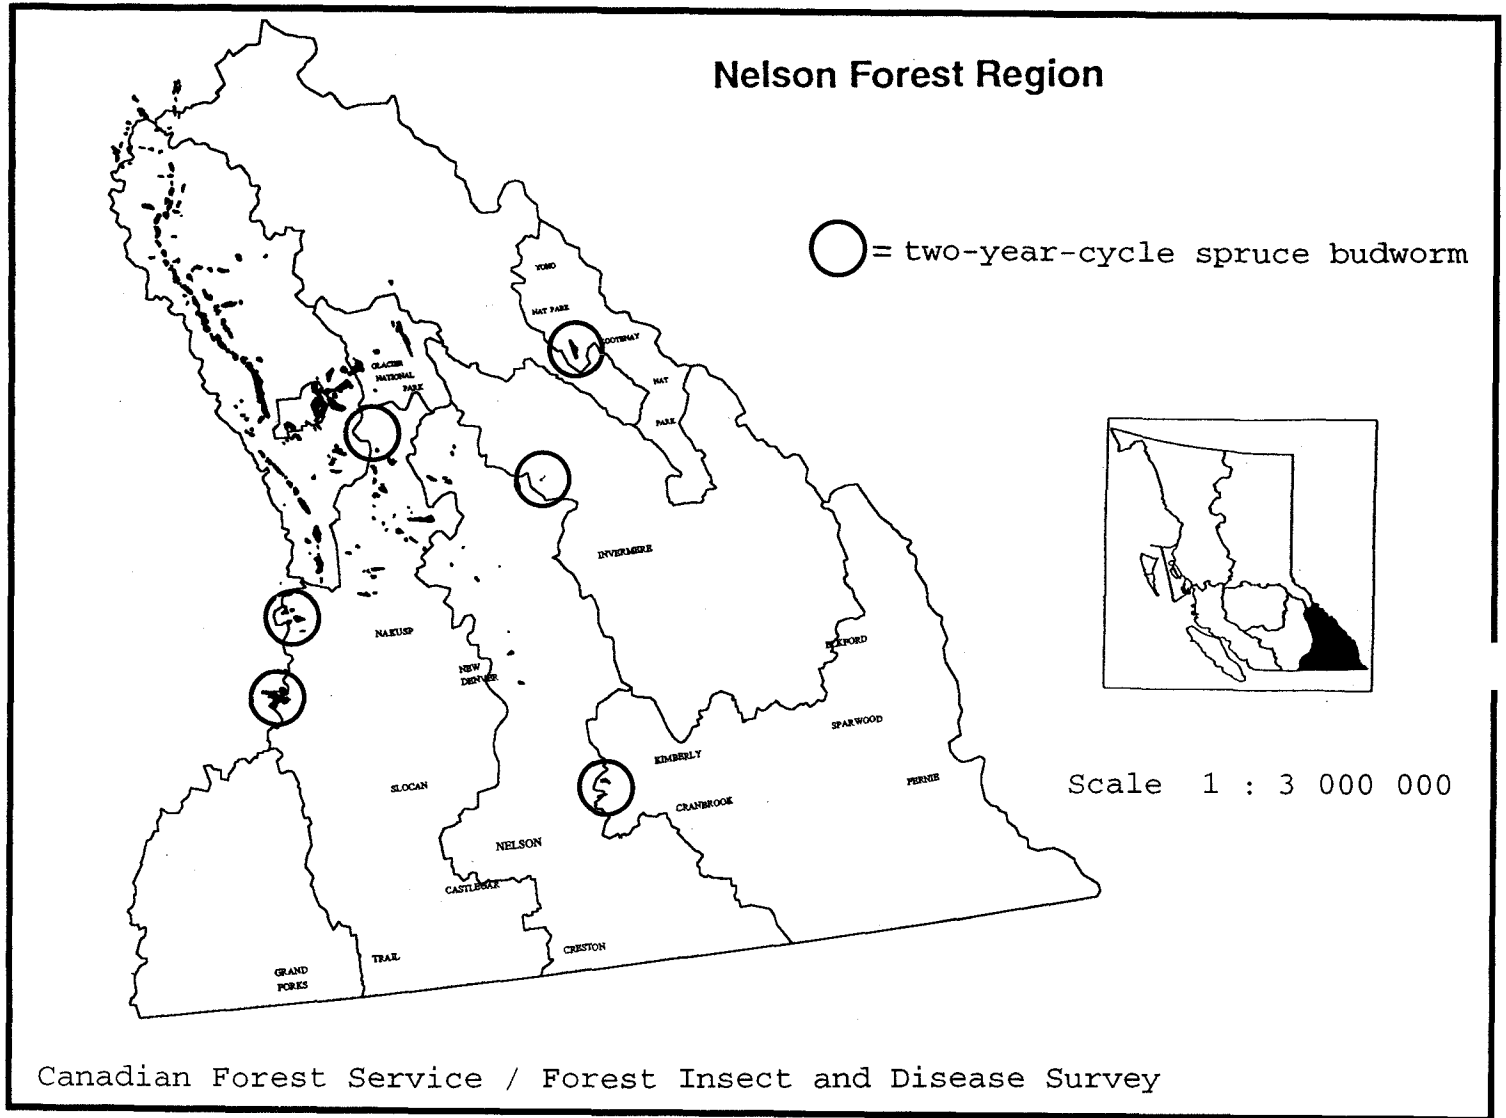 Nelson Forest Region
YOHO
NAT PARK
= two-year-cycle spruce budworm
KOOTENAY
NAT
PARK
GLACIER
NATIONAL
PARK
INVERMERE
NAKUSP
NEW
DENVER
ELKFORD
SPARWOOD
KIMBERLY
FERNIE
SLOCAN
CRANBROOK
Scale 1 : 3 000 000
NELSON
CASTLEGAR
CRESTON
TRAIL
GRAND
FORKS
Canadian Forest Service / Forest Insect and Disease Survey